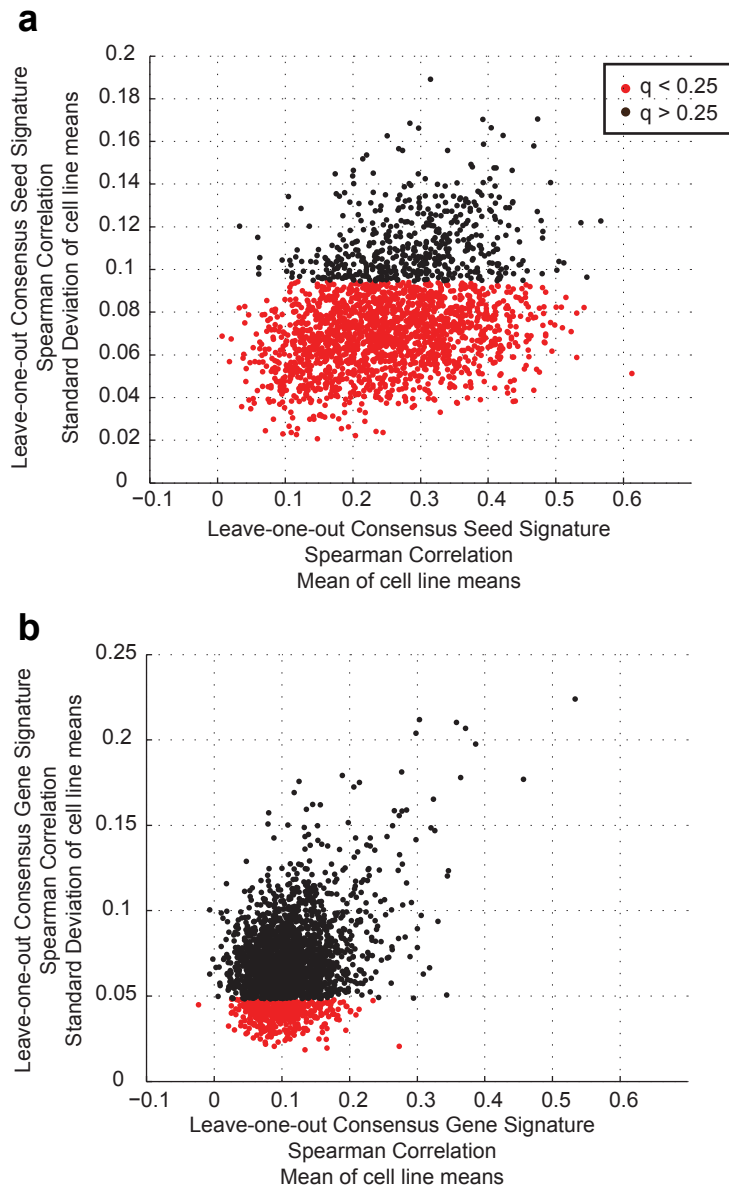 a
0.2
0.18
0.16
0.14
0.12
0.1
0.08
0.06
0.04
0.02
0
Leave-one-out Consensus Seed Signature
Spearman Correlation
Standard Deviation of cell line means
q < 0.25
q > 0.25
−0.1 0 0.1 0.2 0.3 0.4 0.5 0.6
Leave-one-out Consensus Seed Signature
Spearman Correlation
Mean of cell line means
b
0.25
0.2
0.15
0.1
0.05
0
Leave-one-out Consensus Gene Signature
Spearman Correlation
Standard Deviation of cell line means
−0.1 0 0.1 0.2 0.3 0.4 0.5 0.6
Leave-one-out Consensus Gene Signature
Spearman Correlation
Mean of cell line means